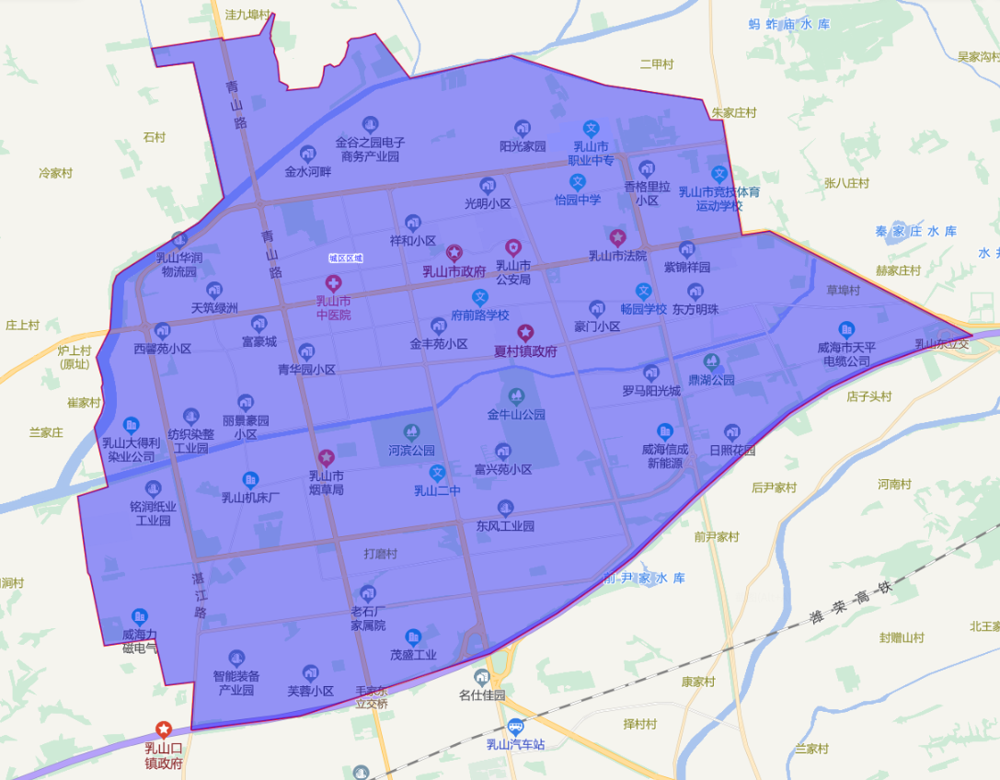 洼九埠村
蚂蚱庙水库
吴家沟村
二甲村
青山路
朱家庄村
石村
金谷之园电子
商务产业园
阳光家园
乳山市
职业中专
金水河畔
冷家村
香格里拉
小区
乳山市竞技体育
运动学校
张八庄村
怡园中学
光明小区
秦家庄水库
青山路
祥和小区
乳山市法院
城区区域
乳山华润
物流园
乳山市政府
乳山市
公安局
紫锦祥园
赫家庄村
乳山市
中医院
天筑绿洲
府前路学校
畅园学校
东方明珠
草埠村
庄上村
豪门小区
富豪城
金丰苑小区
夏村镇政府
西馨苑小区
炉上村
(原址)
青华园小区
威海市天平
电缆公司
乳山东立交
鼎湖公园
罗马阳光城
崔家村
店子头村
丽景豪园
小区
金牛山公园
兰家庄
纺织染整
工业园
乳山大得利
染业公司
河滨公园
威海信成
新能源
日照花园
富兴苑小区
乳山市
烟草局
乳山二中
乳山机床厂
后尹家村
河南村
铭润纸业
工业园
东风工业园
前尹家村
打磨村
湛江路
前尹家水库
潍荣高铁
老石厂
家属院
威海力
磁电气
茂盛工业
封赠山村
智能装备
产业园
芙蓉小区
毛家东
立交桥
名仕佳园
康家村
择村村
乳山口
镇政府
乳山汽车站
兰家村